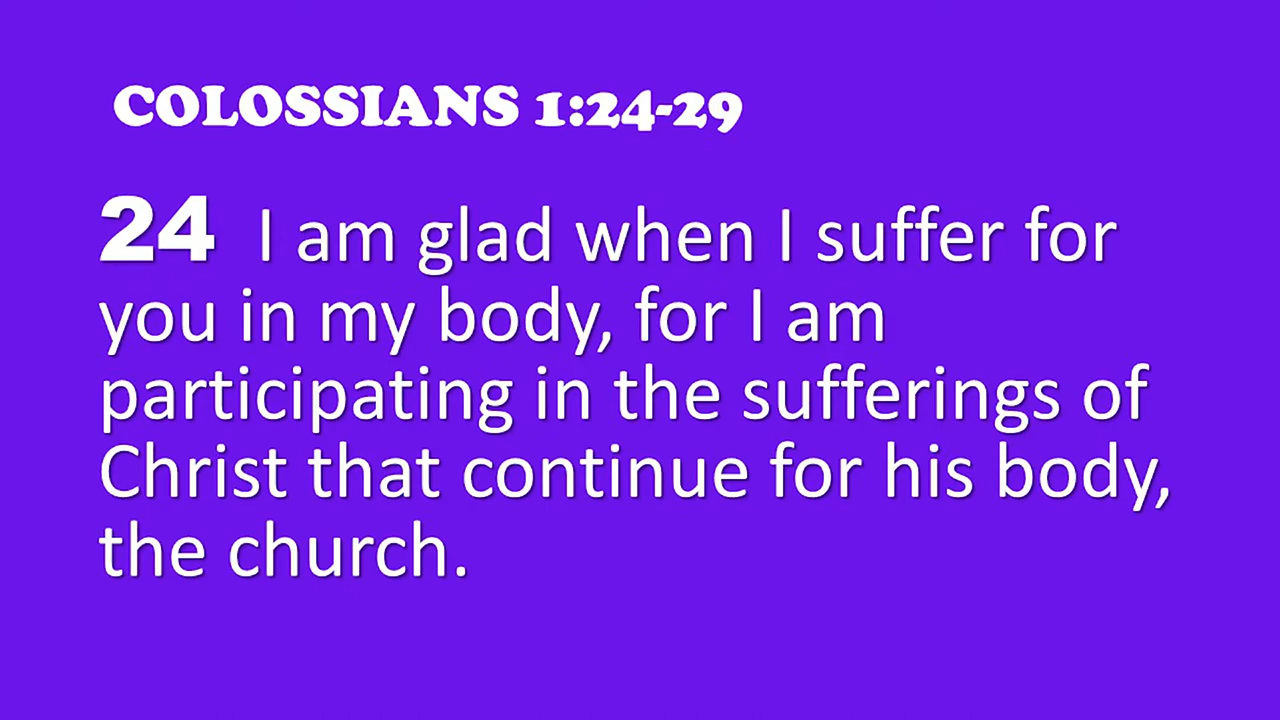 COLOSSIANS 1:24-29
24 I am glad when I suffer for
you in my body, for I am
participating in the sufferings of
Christ that continue for his body,
the church.